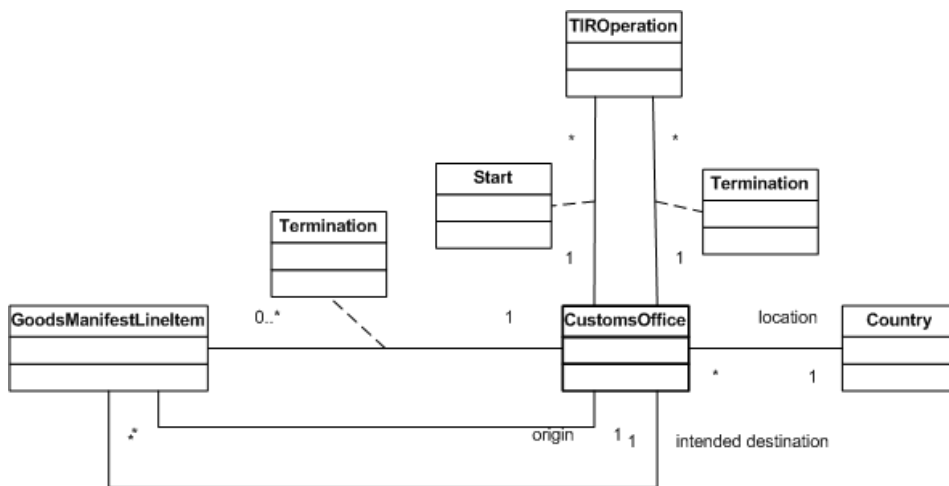 TIROperation
*
*
Start
Termination
Termination
1
1
GoodsManifestLineItem
0..*
1
CustomsOffice
location
Country
*
1
*
*
origin
1
1
intended destination